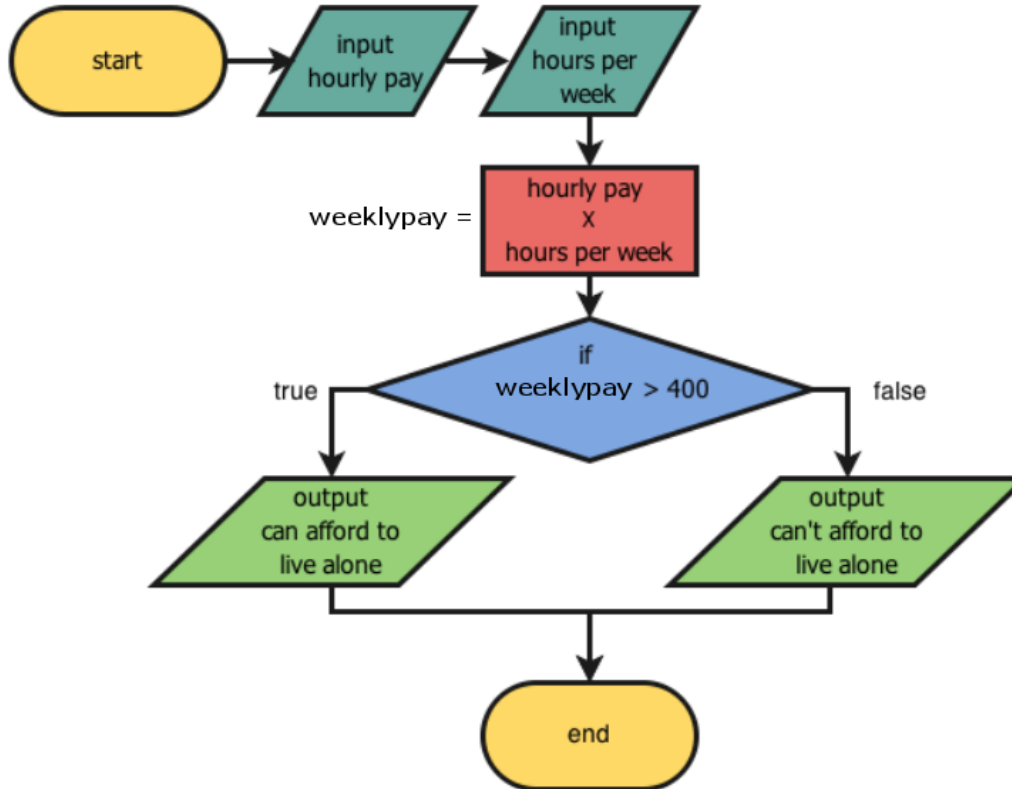 start
input
hourly pay
input
hours per
week
weeklypay =
hourly pay
X
hours per week
if
weeklypay > 400
true
false
output
can afford to
live alone
output
can't afford to
live alone
end